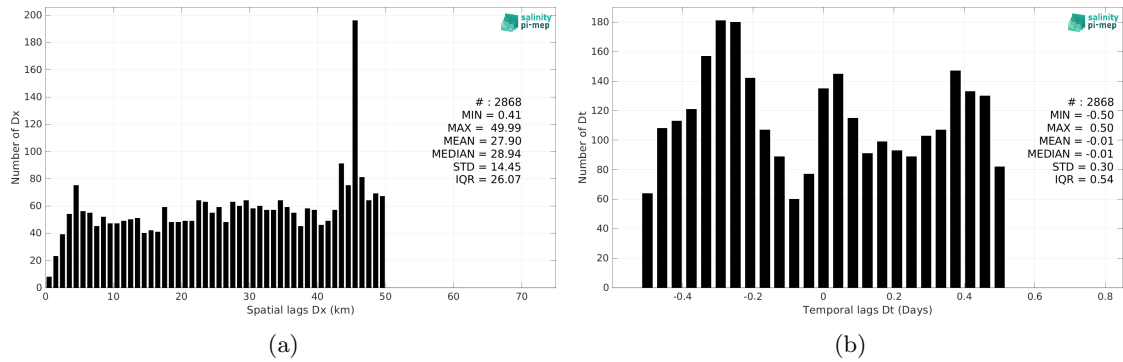 200
180
160
140
120
100
80
60
40
20
0
Number of Dx
0 10 20 30 40 50 60 70
Spatial lags Dx (km)
salinity
pi-mep
# : 2868
MIN = 0.41
MAX = 49.99
MEAN = 27.90
MEDIAN = 28.94
STD = 14.45
IQR = 26.07
(a)
180
160
140
120
100
80
60
40
20
0
Number of Dt
-0.4 -0.2 0 0.2 0.4 0.6 0.8
Temporal lags Dt (Days)
salinity
pi-mep
# : 2868
MIN = -0.50
MAX = 0.50
MEAN = -0.01
MEDIAN = -0.01
STD = 0.30
IQR = 0.54
(b)